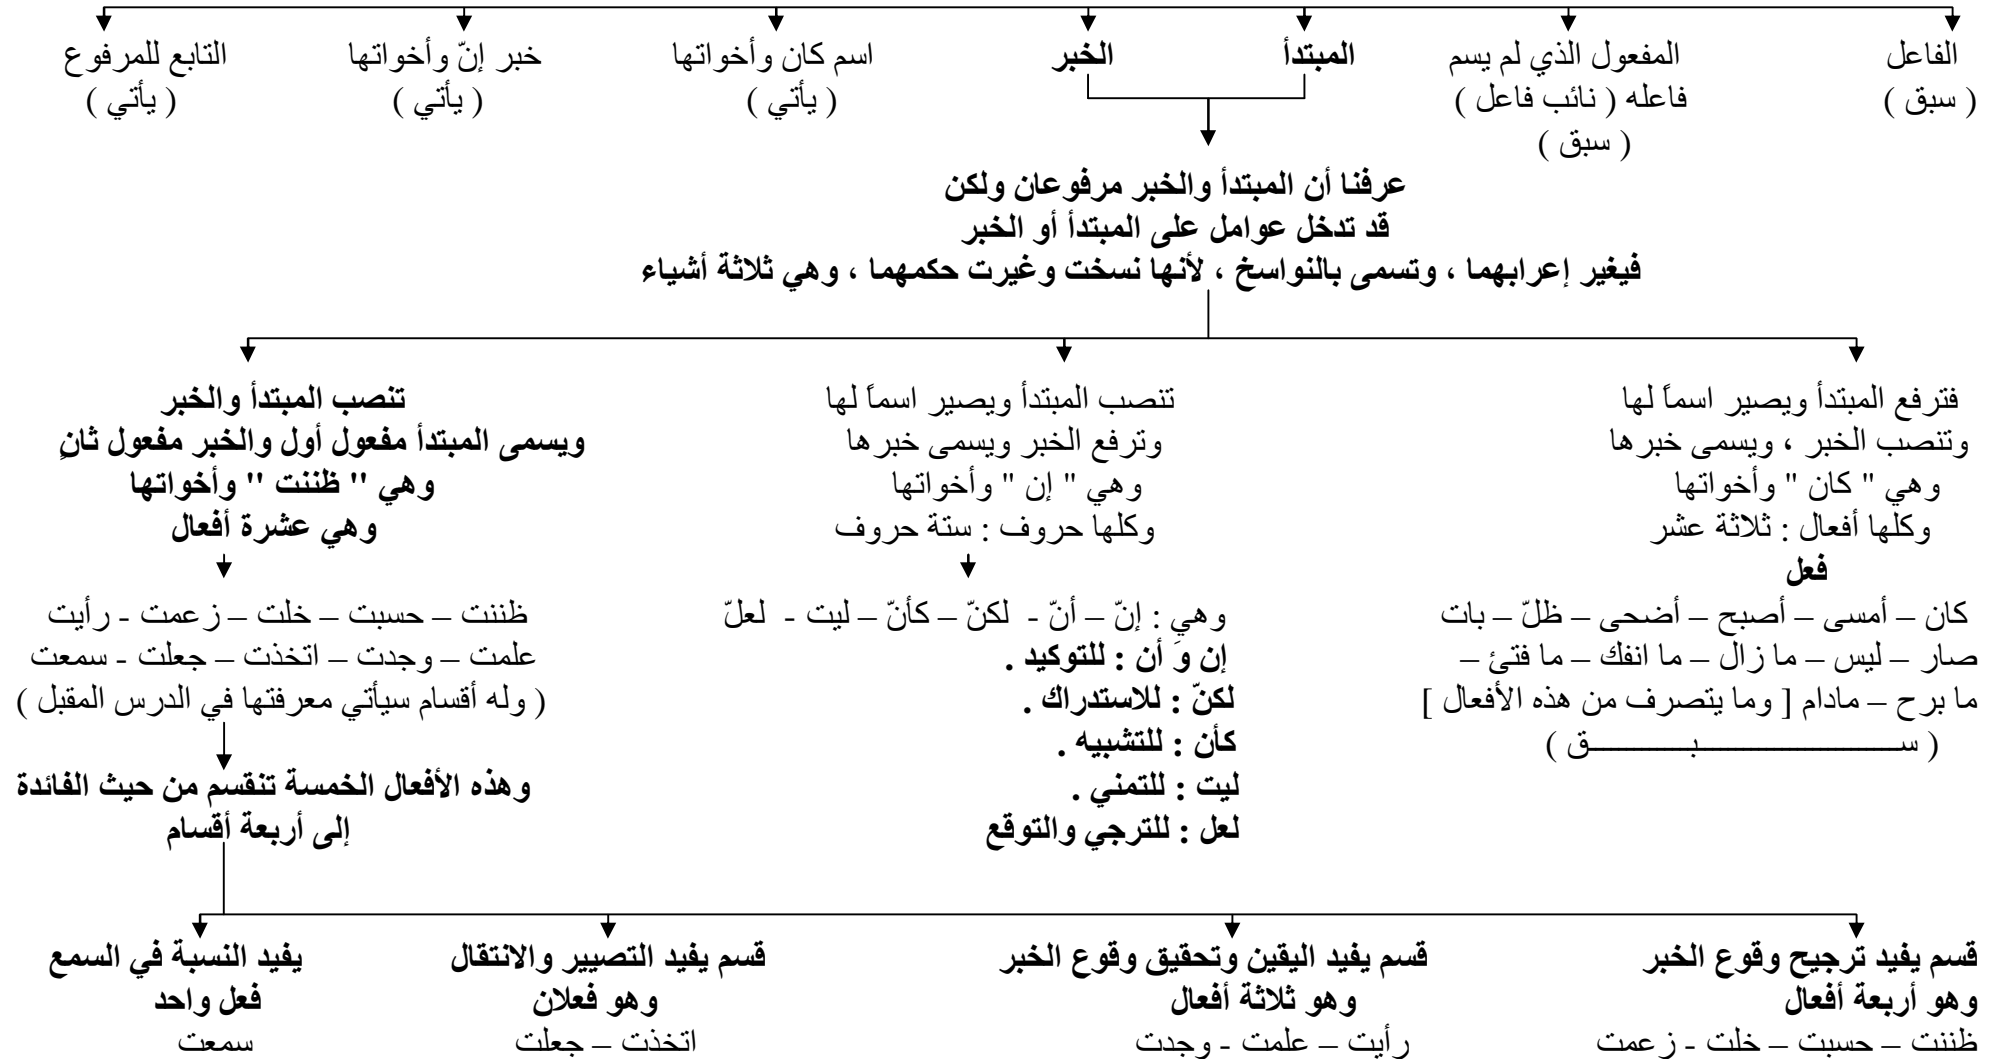 الفاعل
( سبق )
المفعول الذي لم يسم
فاعله ( نائب فاعل )
( سبق )
المبتدأ
الخبر
اسم كان وأخواتها
( يأتي )
خبر إنّ وأخواتها
( يأتي )
التابع للمرفوع
( يأتي )
عرفنا أن المبتدأ والخبر مرفوعان ولكن
قد تدخل عوامل على المبتدأ أو الخبر
فيغير إعرابهما ، وتسمى بالنواسخ ، لأنها نسخت وغيرت حكمهما ، وهي ثلاثة أشياء
فترفع المبتدأ ويصير اسماً لها
وتنصب الخبر ، ويسمى خبرها
وهي " كان " وأخواتها
وكلها أفعال : ثلاثة عشر
فعل
كان – أمسى – أصبح – أضحى – ظلّ – بات
صار – ليس – ما زال – ما انفك – ما فتئ –
ما برح – مادام [ وما يتصرف من هذه الأفعال ]
( ســـــــــــبـــــــــــق )
تنصب المبتدأ ويصير اسماً لها
وترفع الخبر ويسمى خبرها
وهي " إن " وأخواتها
وكلها حروف : ستة حروف
وهي : إنّ – أنّ - لكنّ – كأنّ – ليت - لعلّ
إن وَ أن : للتوكيد .
لكنّ : للاستدراك .
كأن : للتشبيه .
ليت : للتمني .
لعل : للترجي والتوقع
تنصب المبتدأ والخبر
ويسمى المبتدأ مفعول أول والخبر مفعول ثانٍ
وهي " ظننت " وأخواتها
وهي عشرة أفعال
ظننت – حسبت – خلت – زعمت - رأيت
علمت – وجدت – اتخذت – جعلت - سمعت
( وله أقسام سيأتي معرفتها في الدرس المقبل )
وهذه الأفعال الخمسة تنقسم من حيث الفائدة
إلى أربعة أقسام
قسم يفيد ترجيح وقوع الخبر
وهو أربعة أفعال
ظننت – حسبت – خلت - زعمت
قسم يفيد اليقين وتحقيق وقوع الخبر
وهو ثلاثة أفعال
رأيت – علمت - وجدت
قسم يفيد التصيير والانتقال
وهو فعلان
اتخذت – جعلت
يفيد النسبة في السمع
فعل واحد
سمعت